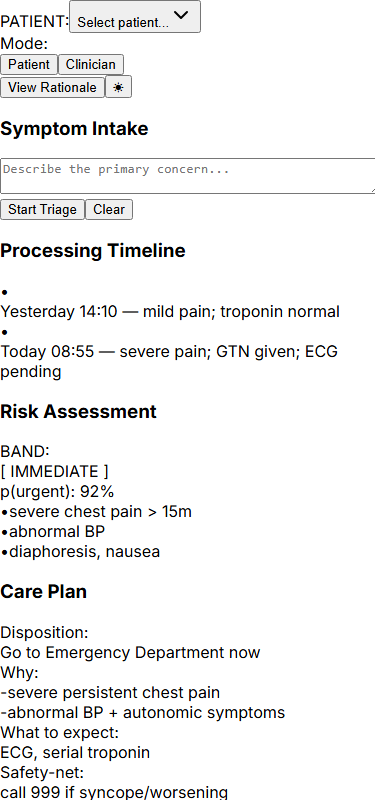 PATIENT: Select patient...
Mode:
Patient Clinician
View Rationale ☀
Symptom Intake
Describe the primary concern...
Start Triage Clear
Processing Timeline
•
Yesterday 14:10 — mild pain; troponin normal
•
Today 08:55 — severe pain; GTN given; ECG
pending
Risk Assessment
BAND:
[ IMMEDIATE ]
p(urgent): 92%
•severe chest pain > 15m
•abnormal BP
•diaphoresis, nausea
Care Plan
Disposition:
Go to Emergency Department now
Why:
-severe persistent chest pain
-abnormal BP + autonomic symptoms
What to expect:
ECG, serial troponin
Safety-net:
call 999 if syncope/worsening